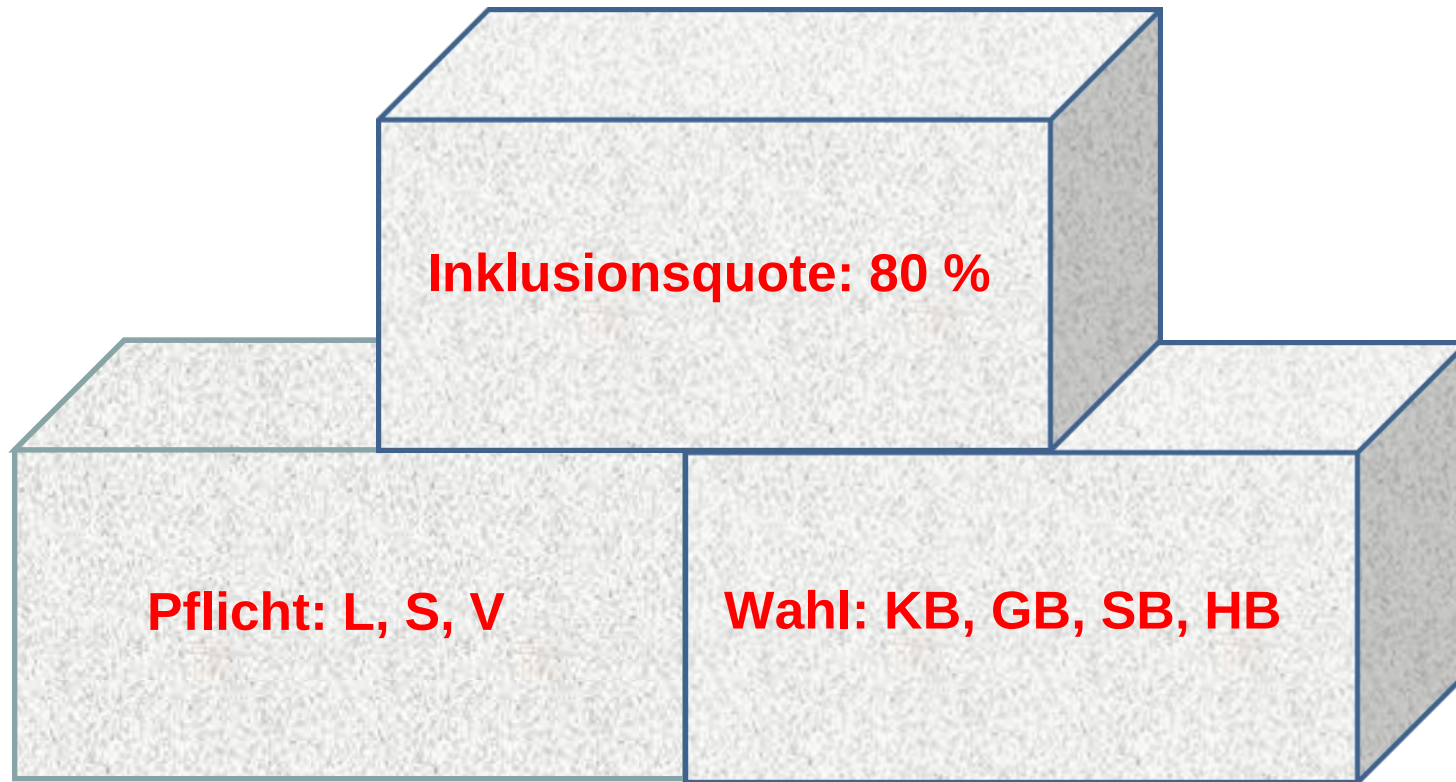 Inklusionsquote: 80 %
Pflicht: L, S, V
Wahl: KB, GB, SB, HB